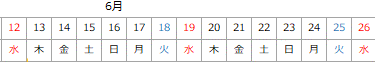 6月
12 13 14 15 16 17 18 19 20 21 22 23 24 25 26
水 木 金 土 日 月 火 水 木 金 土 日 月 火 水